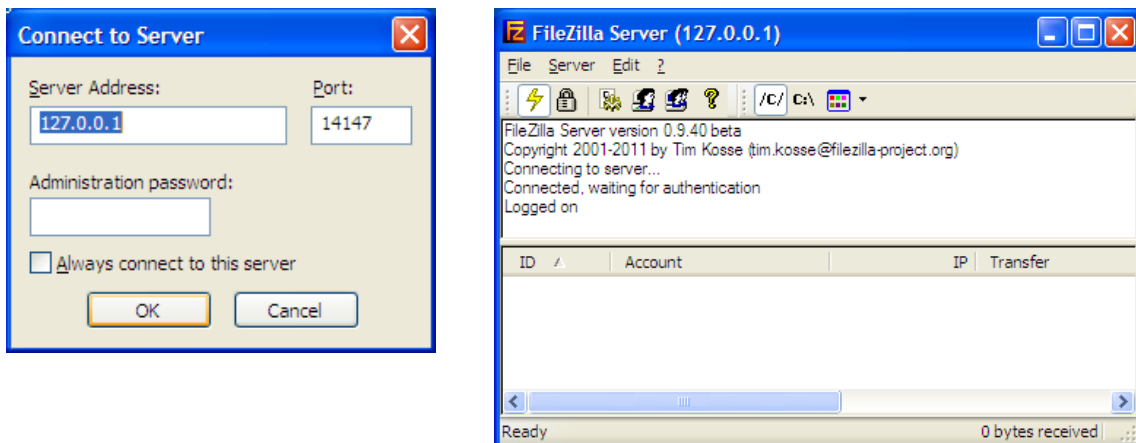 Connect to Server
Server Address:
Port:
127.0.0.1
14147
Administration password:
Always connect to this server
OK
Cancel
FileZilla Server (127.0.0.1)
File Server Edit ?
/C/ C:\
FileZilla Server version 0.9.40 beta
Copyright 2001-2011 by Tim Kosse (tim.kosse@filezilla-project.org)
Connecting to server...
Connected, waiting for authentication
Logged on
ID Account IP Transfer
Ready 0 bytes received